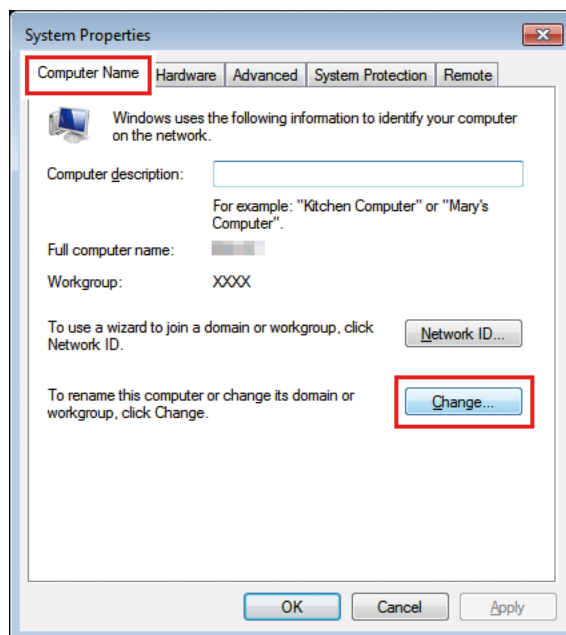 System Properties
Computer Name Hardware Advanced System Protection Remote
Windows uses the following information to identify your computer
on the network.
Computer description:
For example: "Kitchen Computer" or "Mary's
Computer".
Full computer name:
Workgroup: XXXX
To use a wizard to join a domain or workgroup, click
Network ID.
Network ID...
To rename this computer or change its domain or
workgroup, click Change.
Change...
OK Cancel Apply